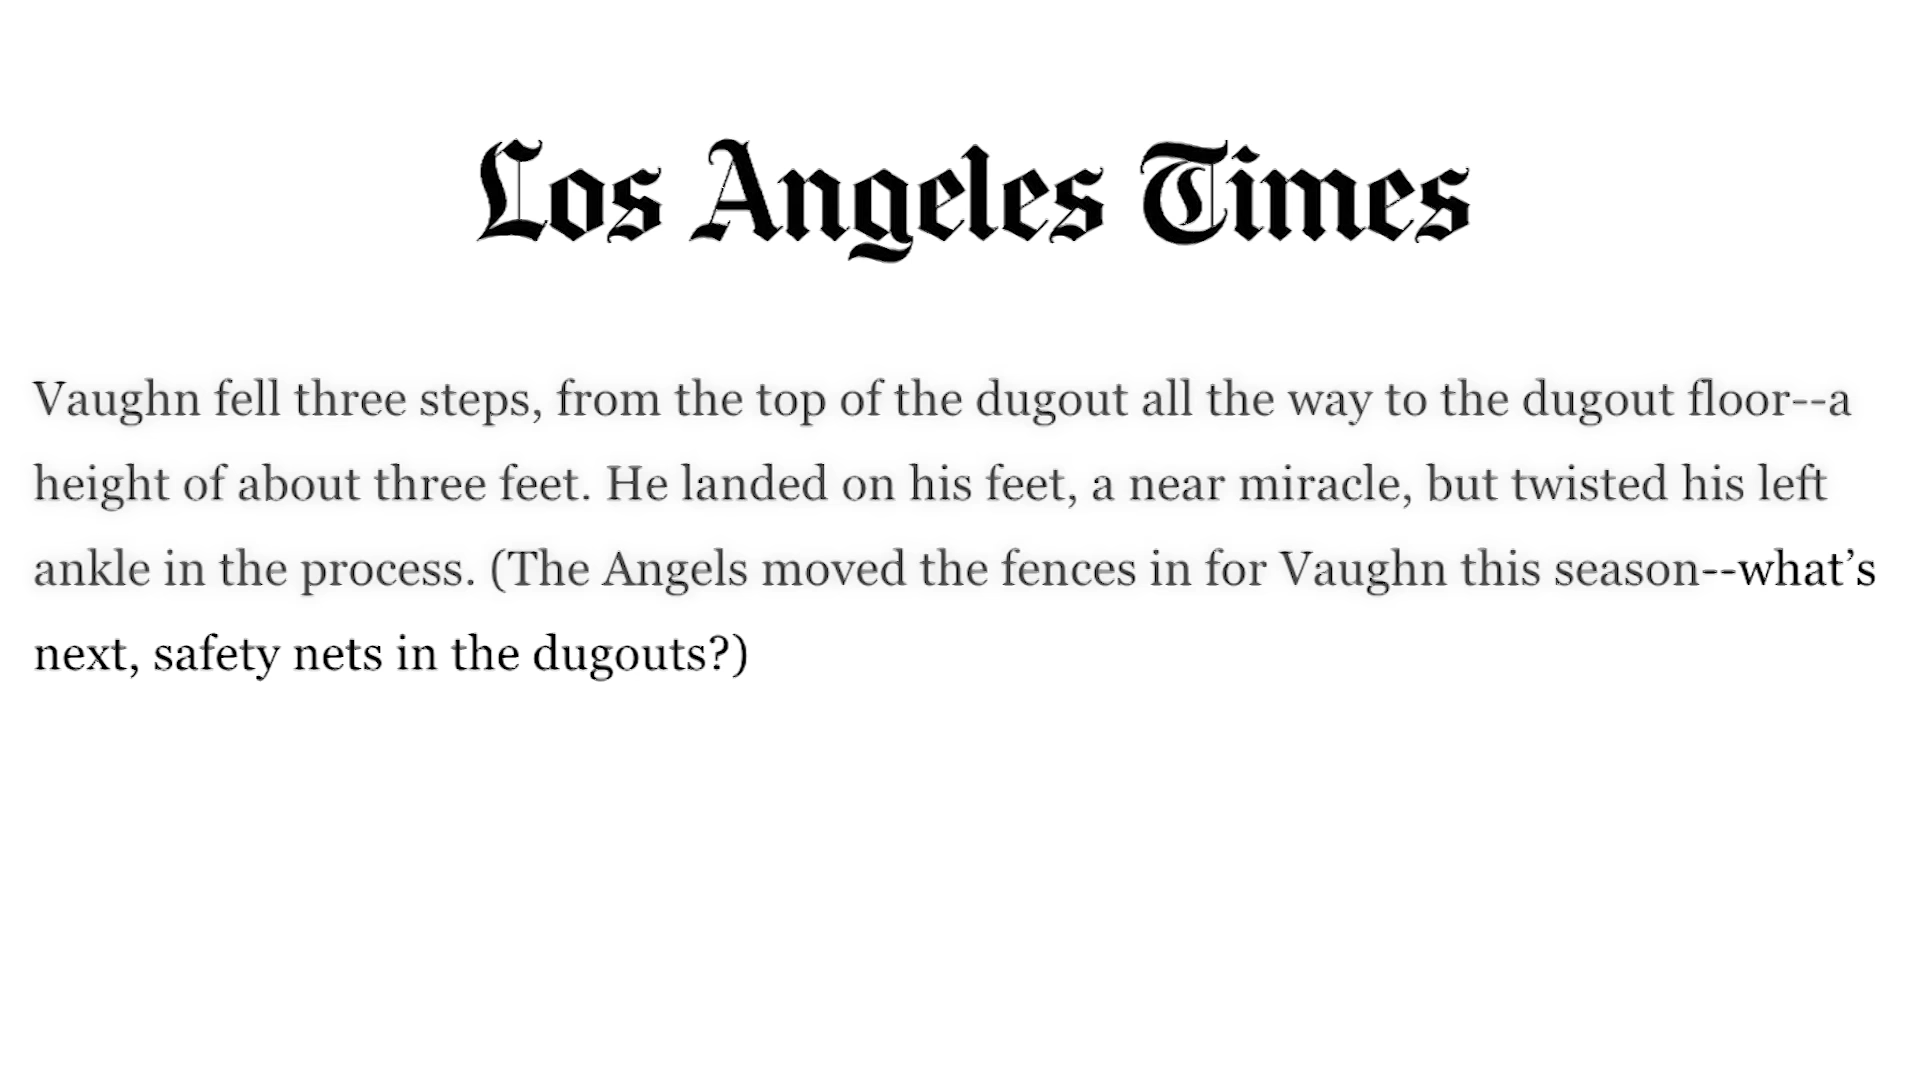 Los Angeles Times
Vaughn fell three steps, from the top of the dugout all the way to the dugout floor--a
height of about three feet. He landed on his feet, a near miracle, but twisted his left
ankle in the process. (The Angels moved the fences in for Vaughn this season--what’s
next, safety nets in the dugouts?)